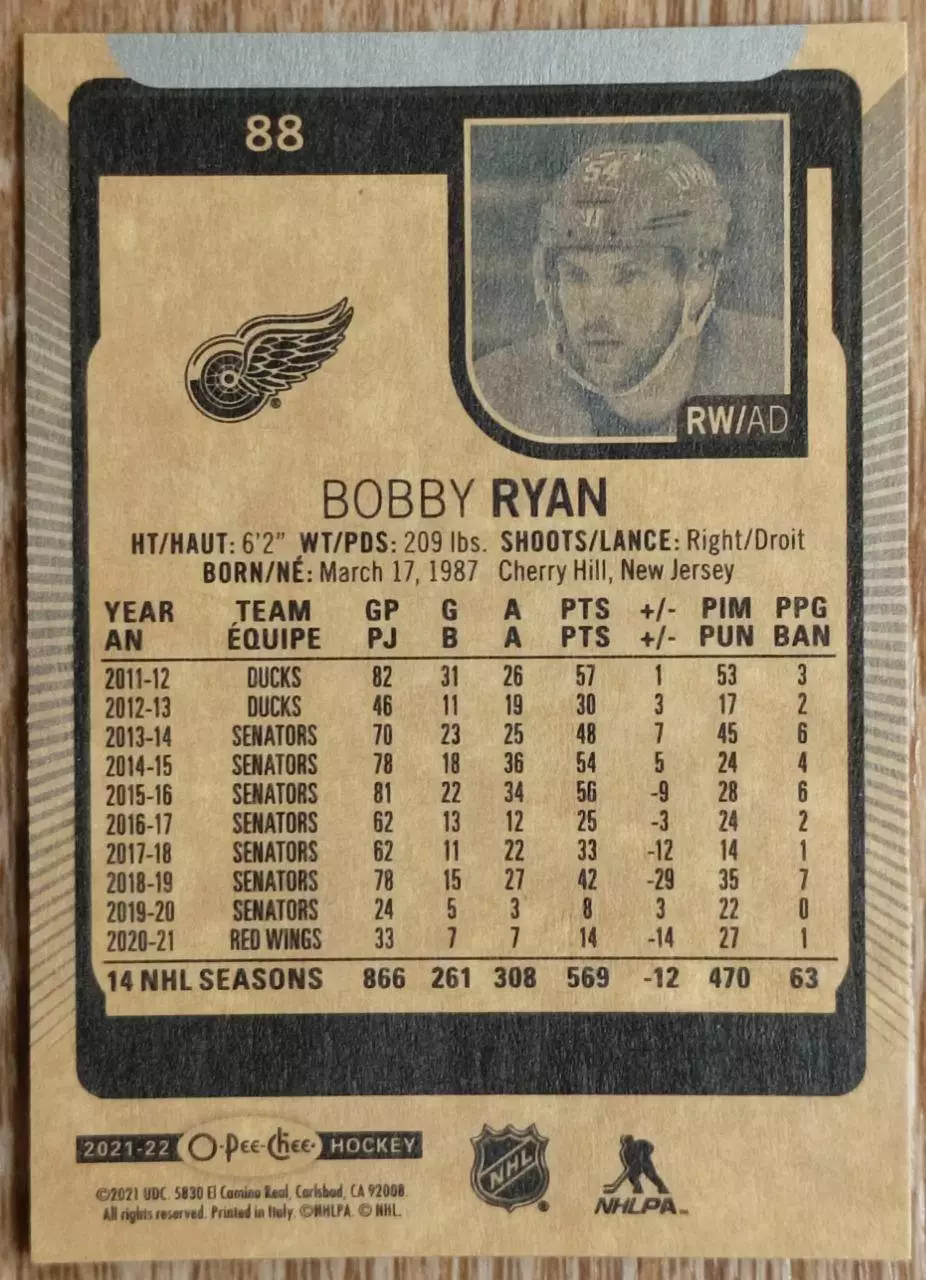 88
54
RW/AD
BOBBY RYAN
HT/HAUT: 6'2" WT/PDS: 209 lbs. SHOOTS/LANCE: Right/Droit
BORN/NÉ: March 17, 1987 Cherry Hill, New Jersey
YEAR TEAM GP G A PTS +/- PIM PPG
AN ÉQUIPE PJ B A PTS +/- PUN BAN
2011-12 DUCKS 82 31 26 57 1 53 3
2012-13 DUCKS 46 11 19 30 3 17 2
2013-14 SENATORS 70 23 25 48 7 45 6
2014-15 SENATORS 78 18 36 54 5 24 4
2015-16 SENATORS 81 22 34 56 -9 28 6
2016-17 SENATORS 62 13 12 25 -3 24 2
2017-18 SENATORS 62 11 22 33 -12 14 1
2018-19 SENATORS 78 15 27 42 -29 35 7
2019-20 SENATORS 24 5 3 8 3 22 0
2020-21 RED WINGS 33 7 7 14 -14 27 1
14 NHL SEASONS 866 261 308 569 -12 470 63
2021-22 O-Pee-Chee HOCKEY
NHL
NHLPA
©2021 UDC. 5830 El Camino Real, Carlsbad, CA 92008.
All rights reserved. Printed in Italy. ©NHLPA. © NHL.